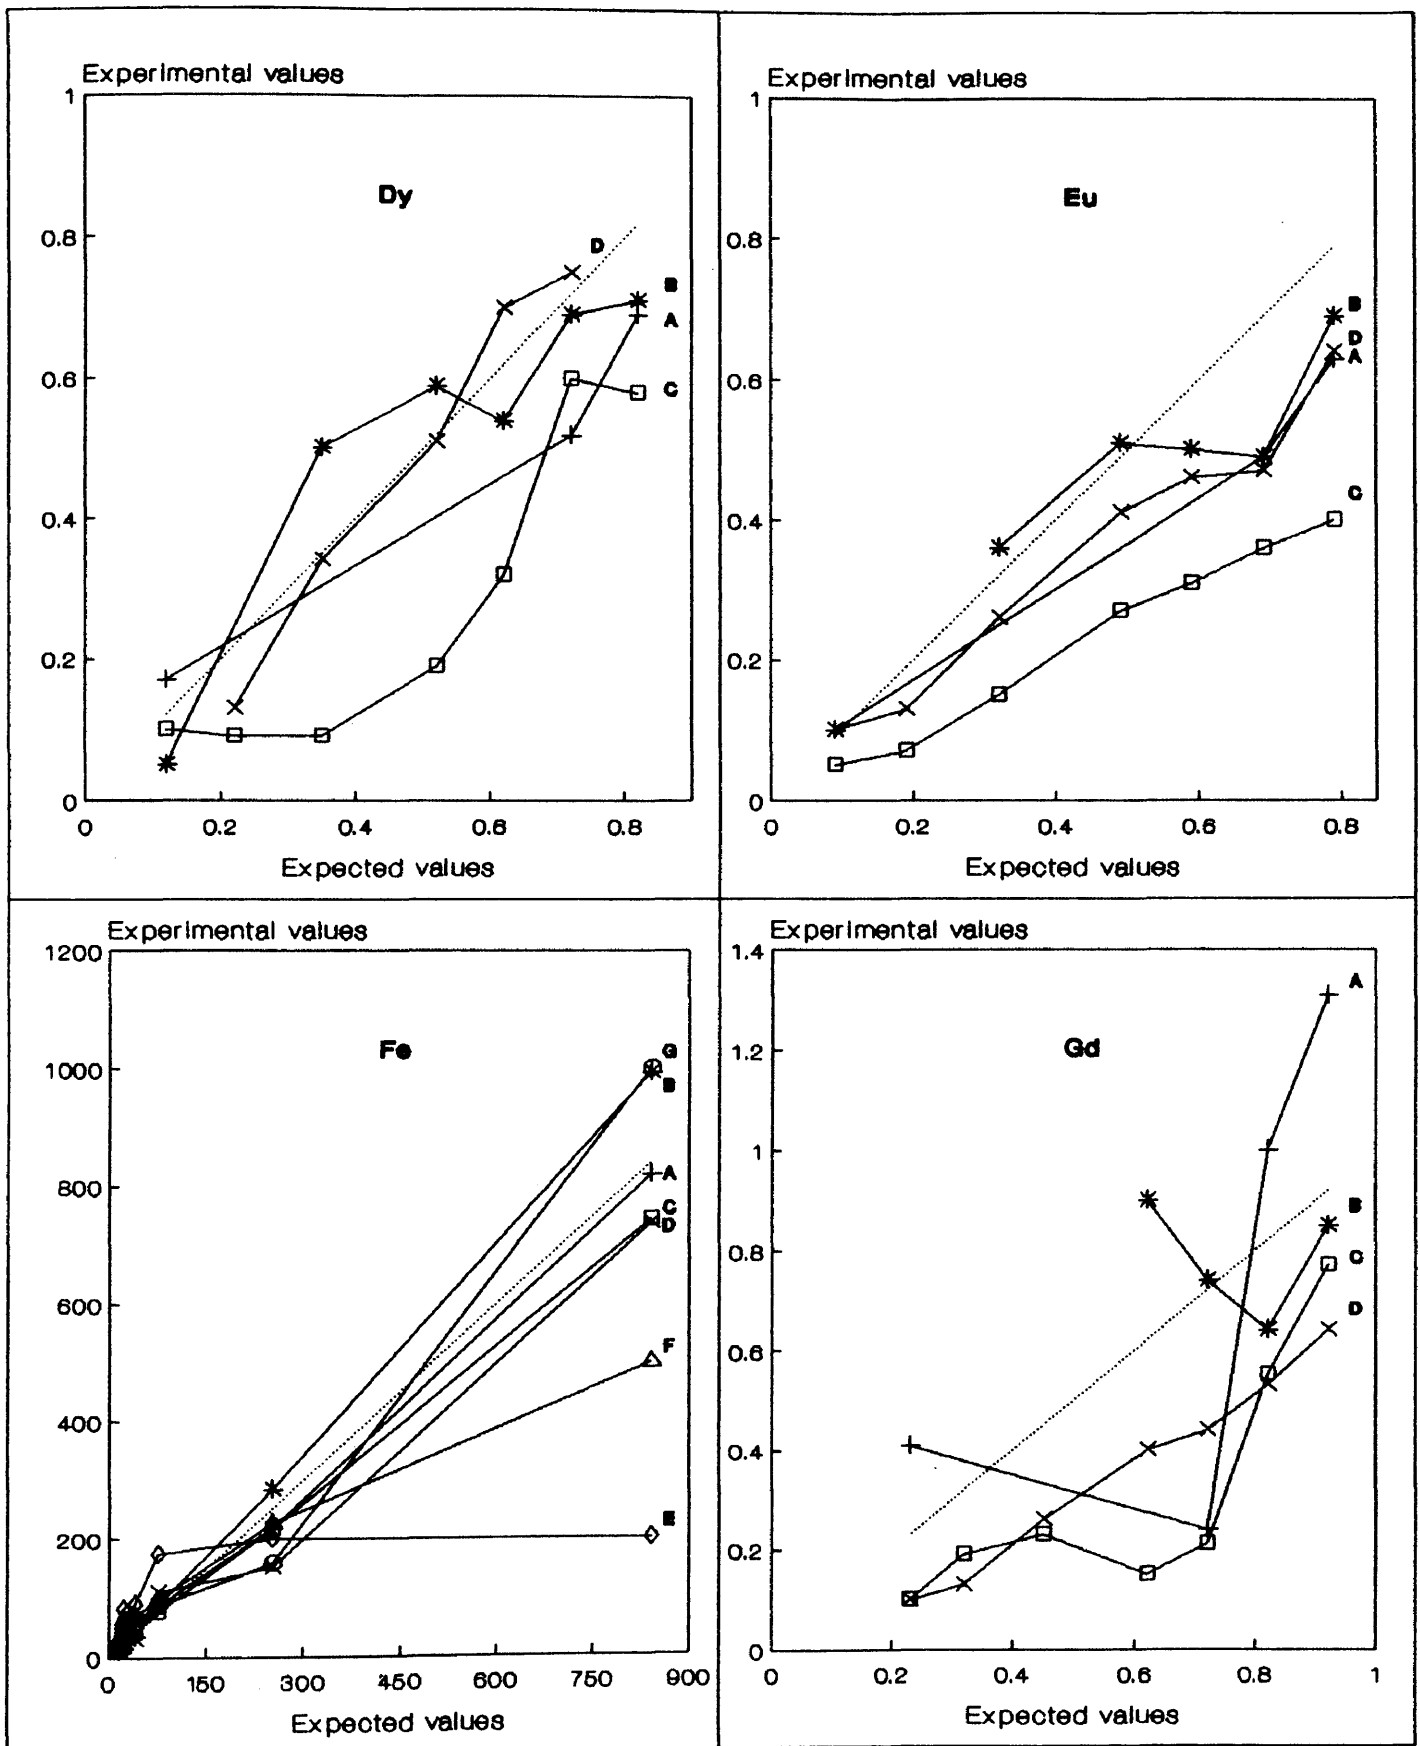 Experimental values
1
Dy
0.8
D
B
A
0.6
C
0.4
0.2
0
0 0.2 0.4 0.6 0.8
Expected values
Experimental values
1
Eu
0.8
B
D
A
0.6
C
0.4
0.2
0
0 0.2 0.4 0.6 0.8
Expected values
Experimental values
1200
Fe
G
1000
B
A
800
C
D
600
F
400
E
200
0
0 150 300 450 600 750 900
Expected values
Experimental values
1.4
A
1.2
Gd
1
B
0.8
C
D
0.6
0.4
0.2
0
0 0.2 0.4 0.6 0.8 1
Expected values